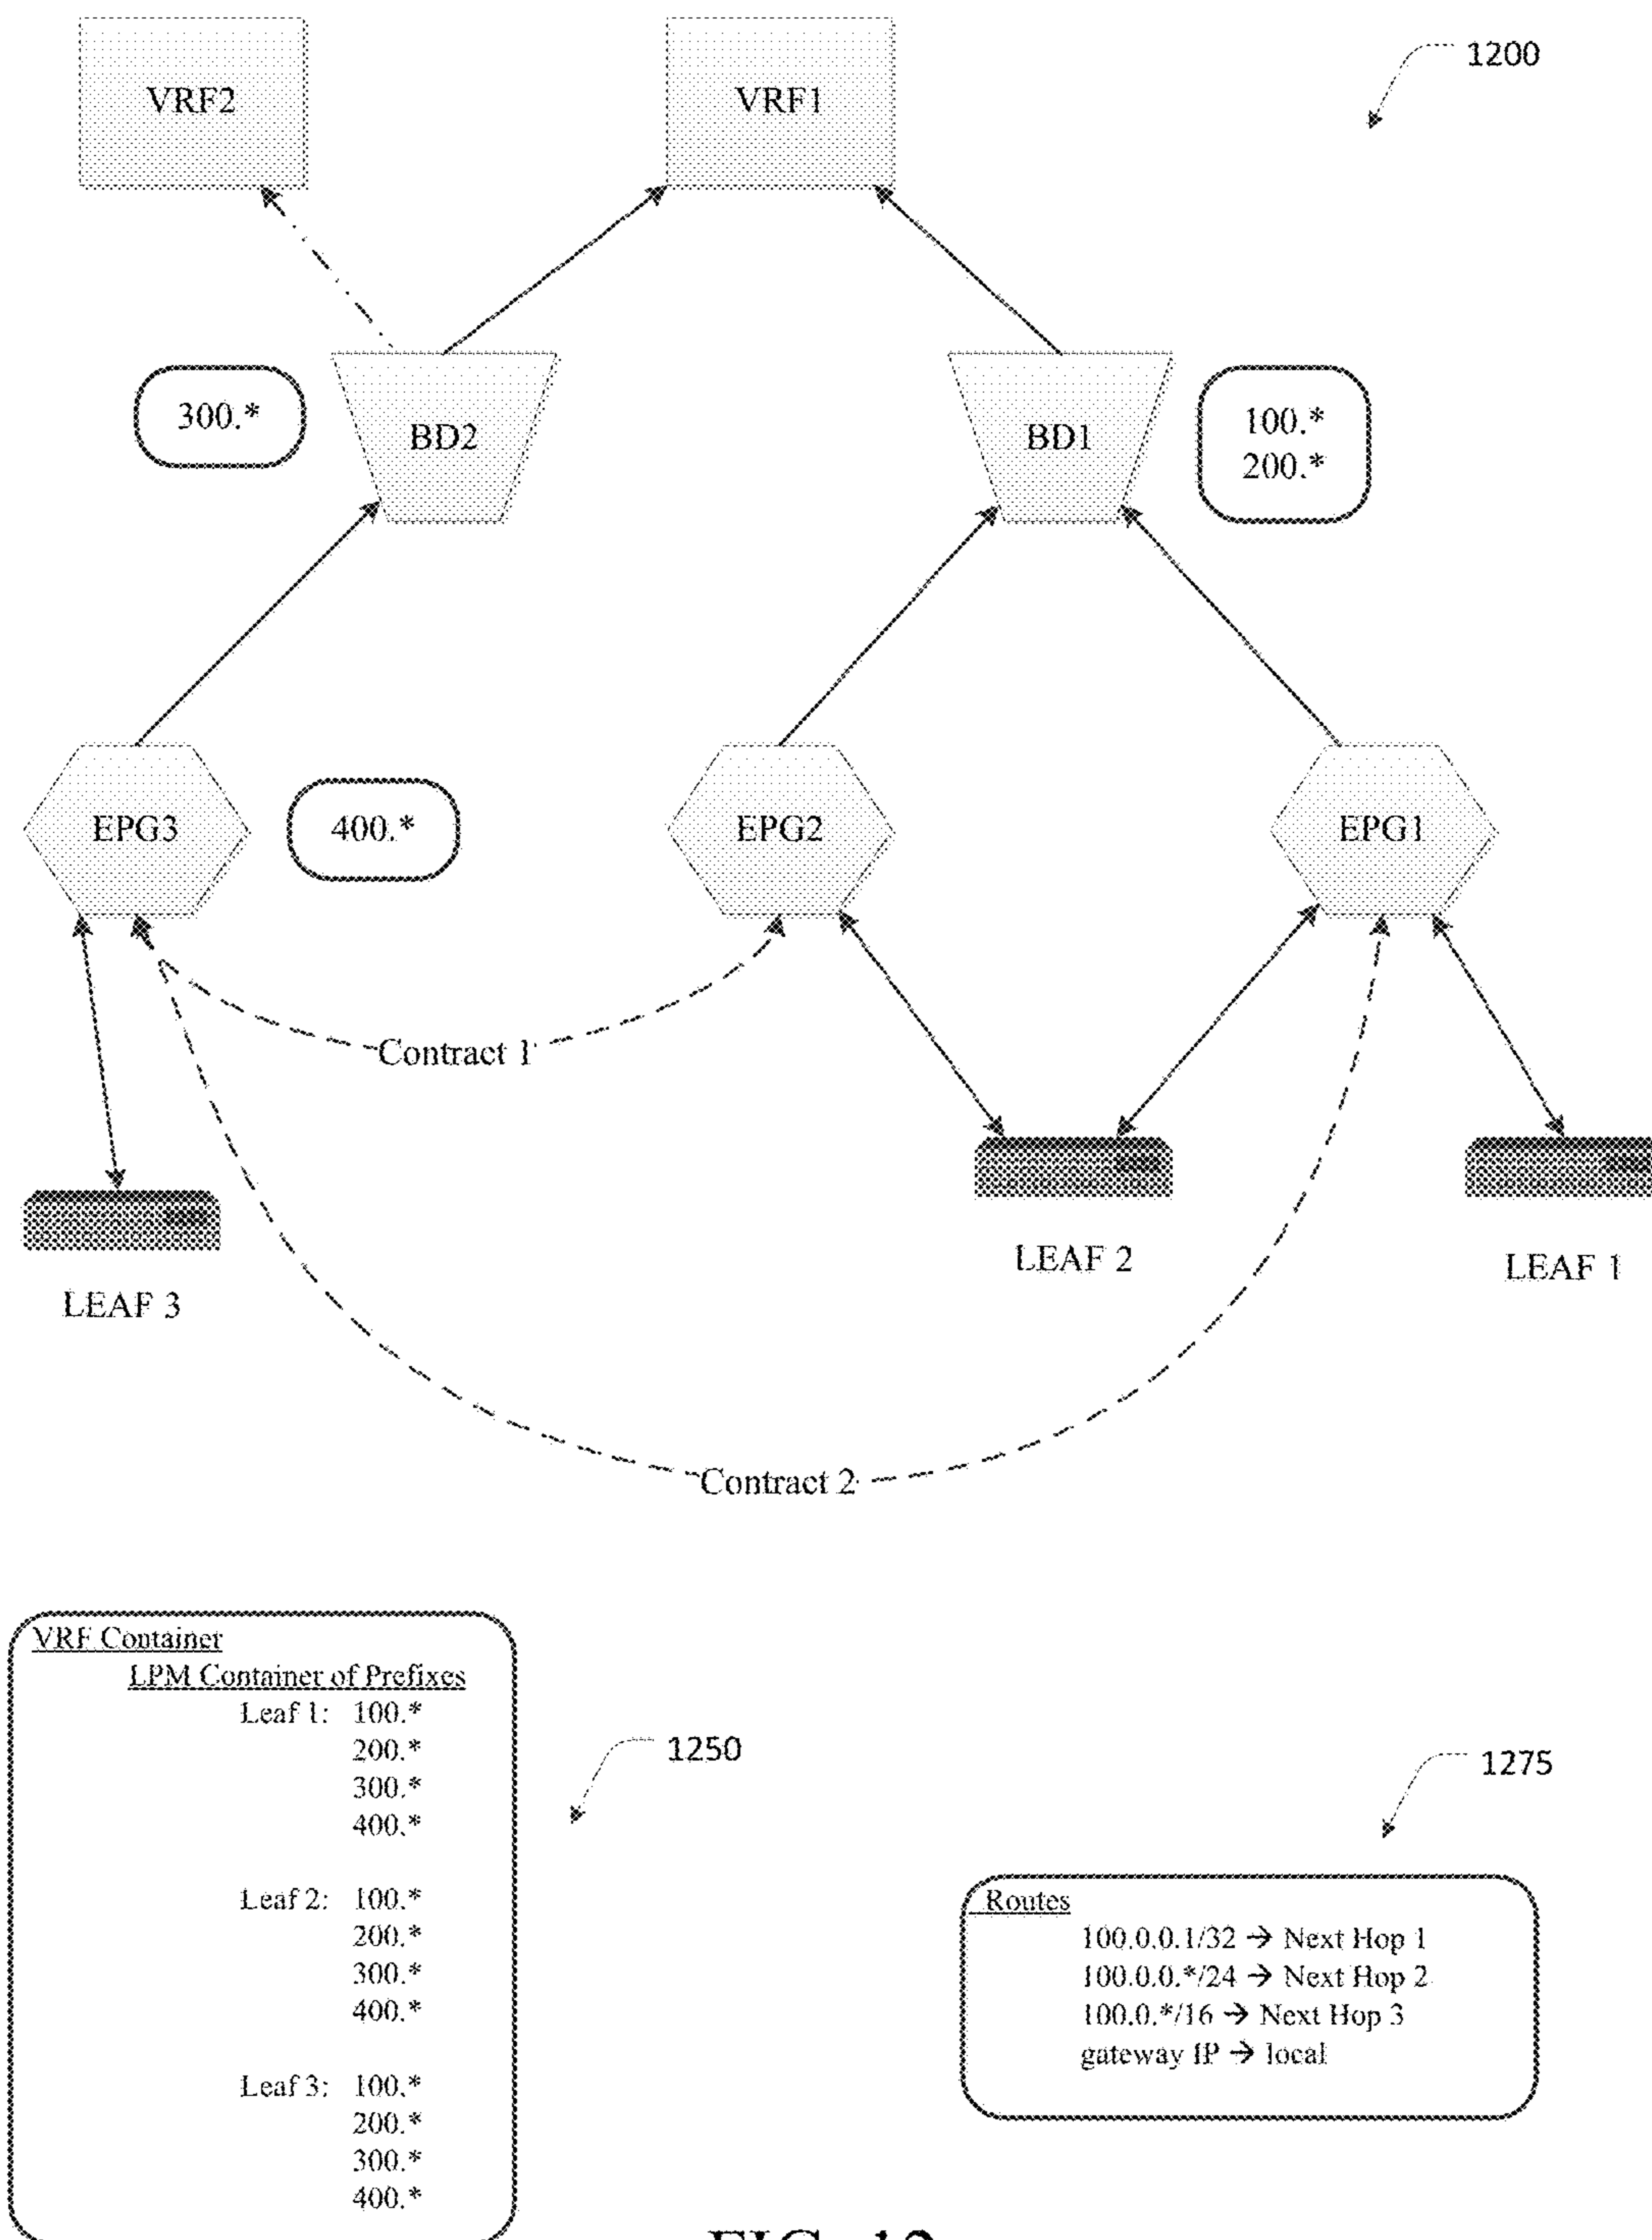 1200
VRF2
VRF1
300.*
BD2
BD1
100.*
200.*
EPG3
400.*
EPG2
EPG1
Contract 1
LEAF 3
LEAF 2
LEAF 1
Contract 2
VRF Container
LPM Container of Prefixes
Leaf 1: 100.*
200.*
300.*
400.*
Leaf 2: 100.*
200.*
300.*
400.*
Leaf 3: 100.*
200.*
300.*
400.*
1250
1275
Routes
100.0.0.1/32 → Next Hop 1
100.0.0.*/24 → Next Hop 2
100.0.*/16 → Next Hop 3
gateway IP → local
FIG. 12